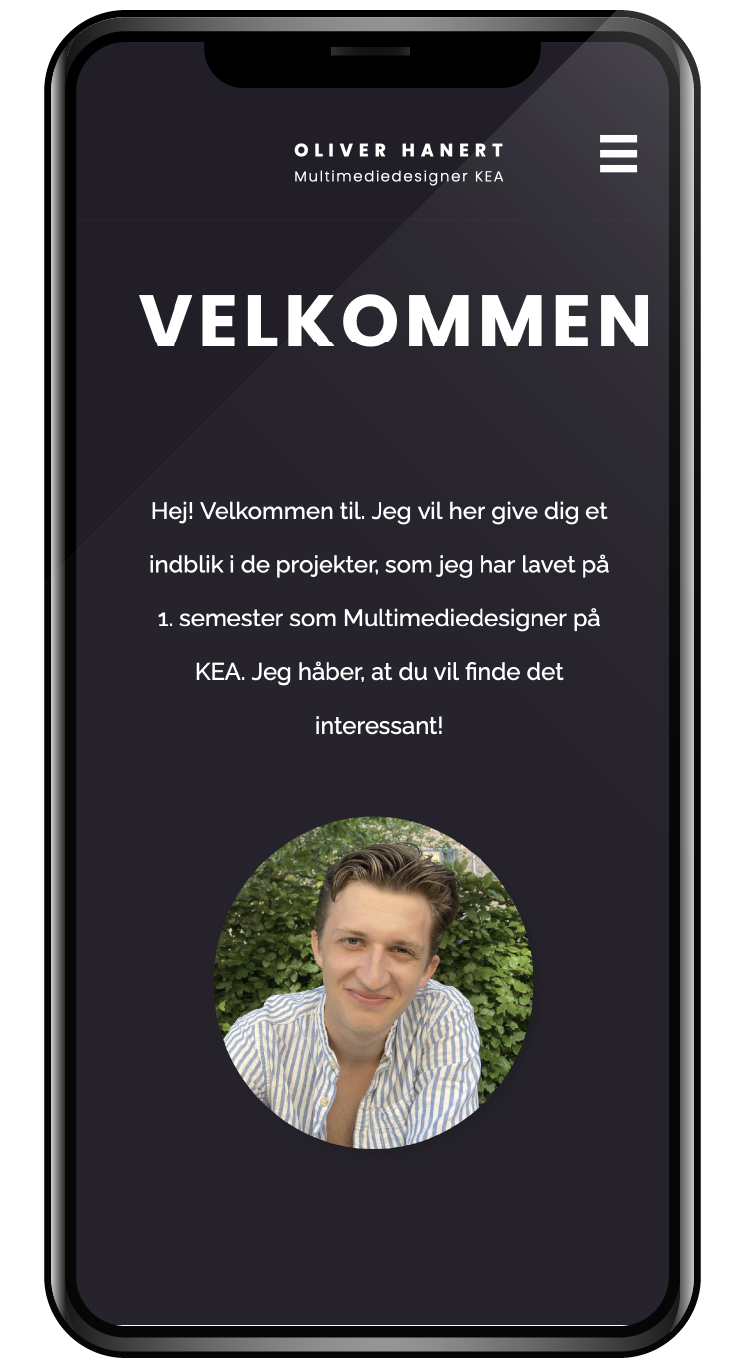 OLIVER HANERT
Multimediedesigner KEA
VELKOMMEN
Hej! Velkommen til. Jeg vil her give dig et
indblik i de projekter, som jeg har lavet på
1. semester som Multimediedesigner på
KEA. Jeg håber, at du vil finde det
interessant!